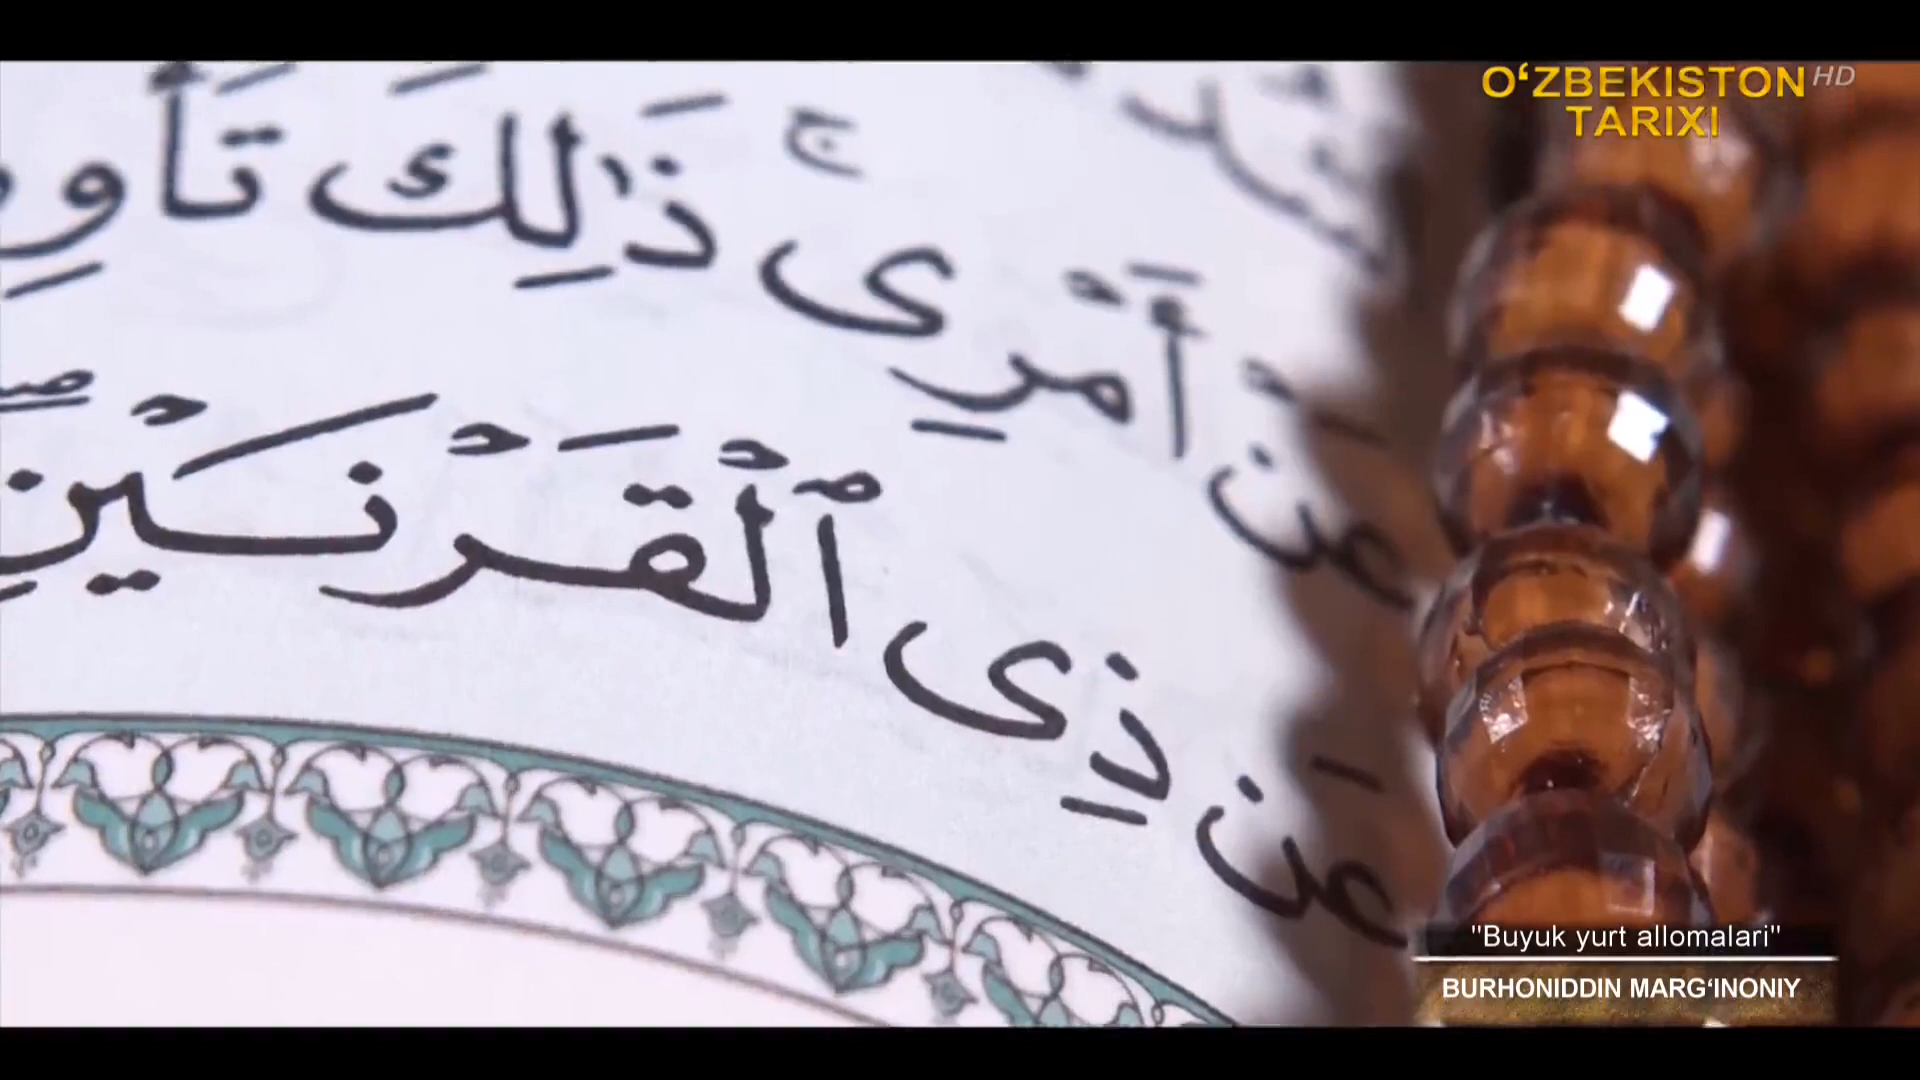 O‘ZBEKISTON HD
TARIXI
عَنْ أَمْرِى ۚ ذَٰلِكَ
عَن ذِى ٱلْقَرْنَيْنِ ۖ
"Buyuk yurt allomalari"
BURHONIDDIN MARG‘INONIY